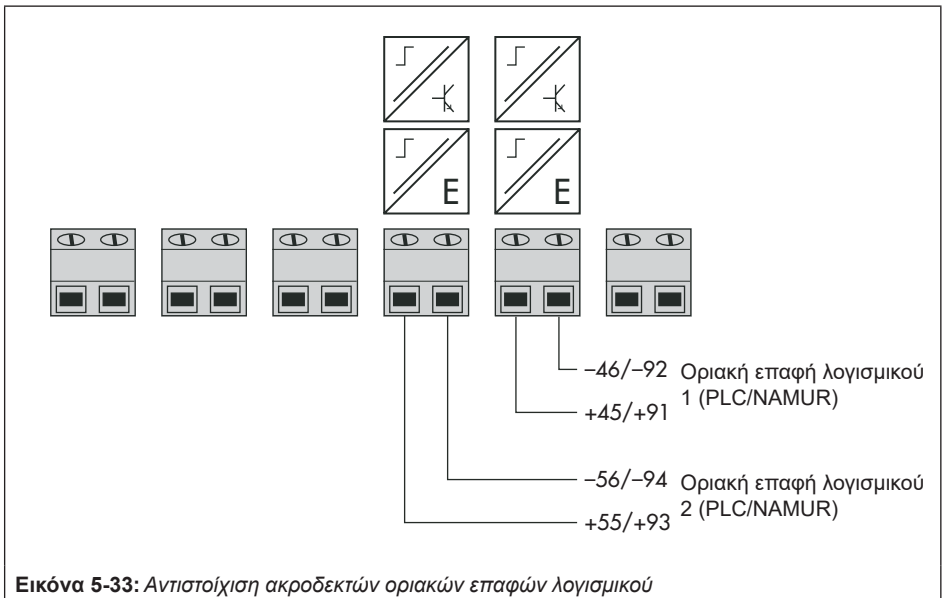 E E
–46/–92 Οριακή επαφή λογισμικού
+45/+91 1 (PLC/NAMUR)
–56/–94 Οριακή επαφή λογισμικού
+55/+93 2 (PLC/NAMUR)
Εικόνα 5-33: Αντιστοίχιση ακροδεκτών οριακών επαφών λογισμικού